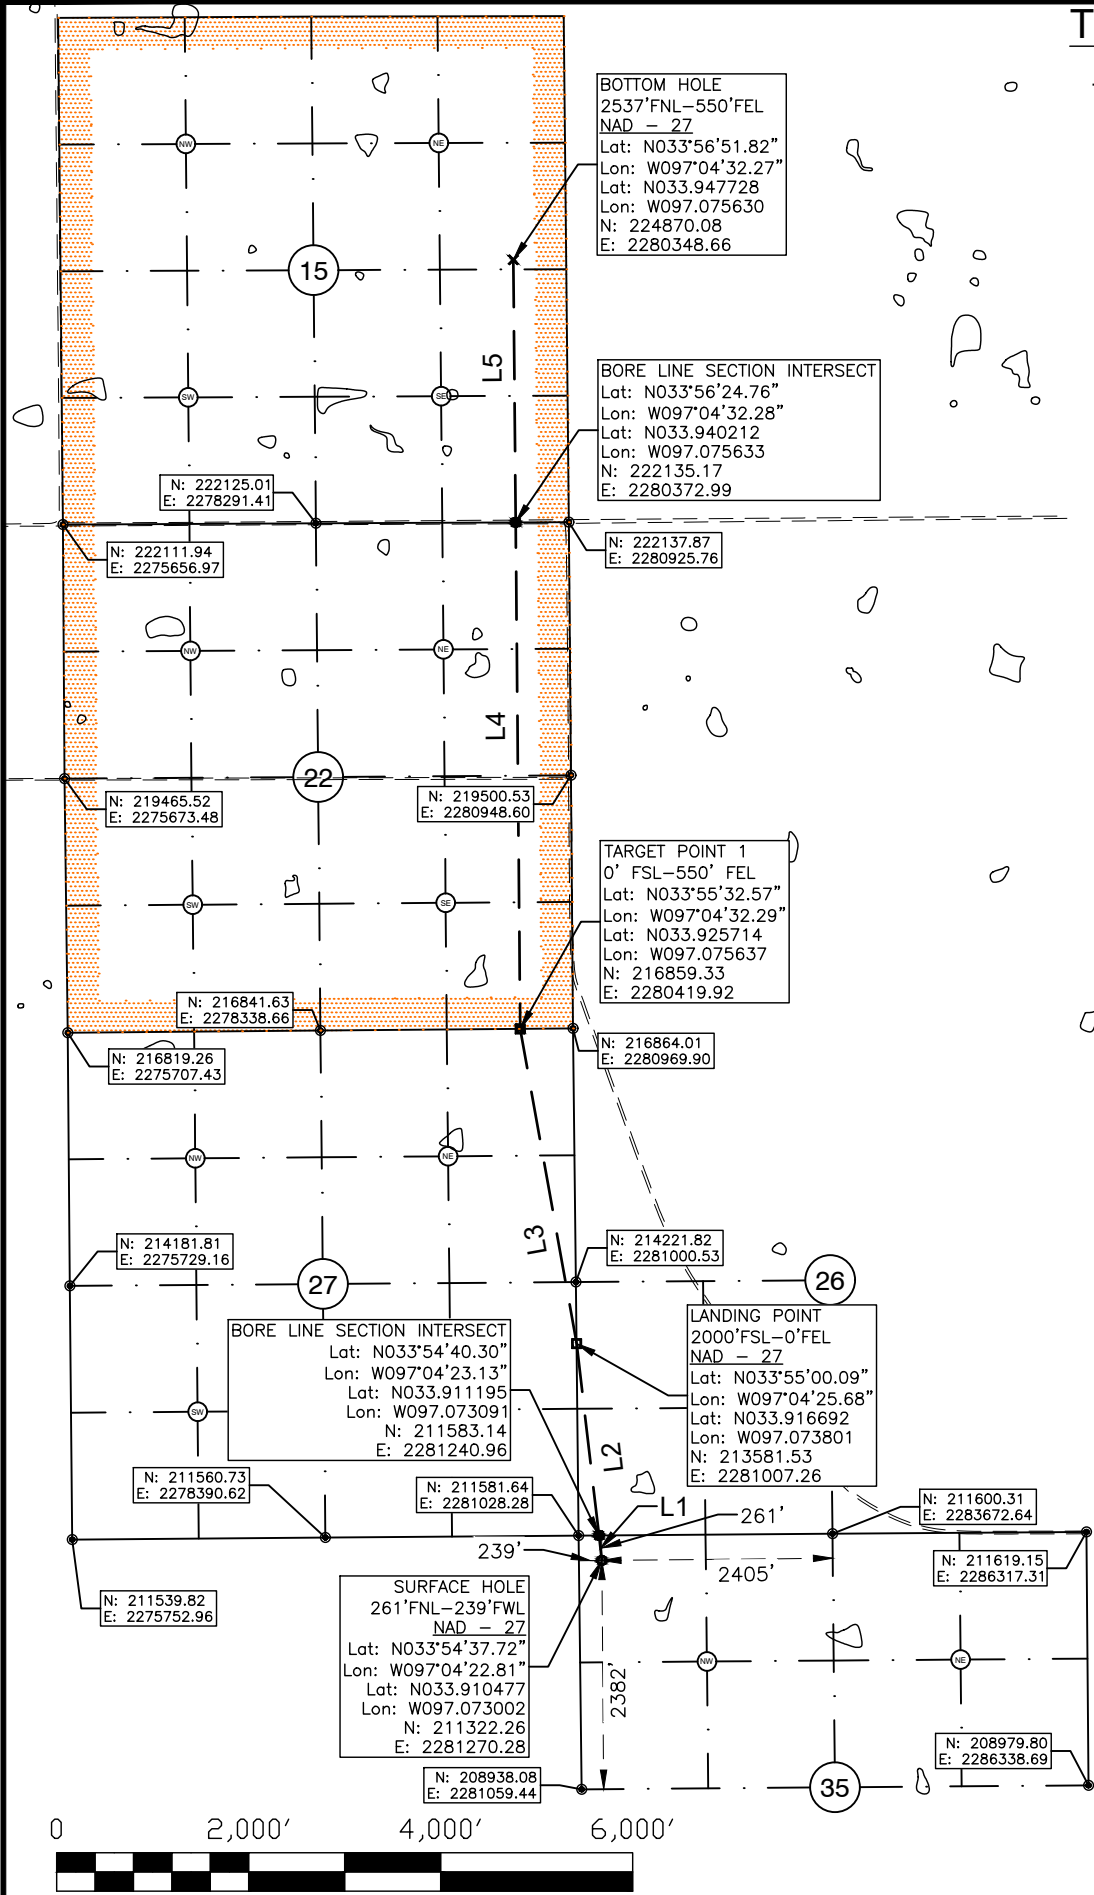 T
BOTTOM HOLE
2537'FNL-550'FEL
NAD - 27
Lat: N033°56'51.82"
Lon: W097°04'32.27"
Lat: N033.947728
Lon: W097.075630
N: 224870.08
E: 2280348.66
NW
NE
15
L5
BORE LINE SECTION INTERSECT
Lat: N033°56'24.76"
Lon: W097°04'32.28"
Lat: N033.940212
Lon: W097.075633
N: 222135.17
E: 2280372.99
SW
SE
N: 222125.01
E: 2278291.41
N: 222111.94
E: 2275656.97
N: 222137.87
E: 2280925.76
NW
NE
L4
22
N: 219465.52
E: 2275673.48
N: 219500.53
E: 2280948.60
TARGET POINT 1
0' FSL-550' FEL
Lat: N033°55'32.57"
Lon: W097°04'32.29"
Lat: N033.925714
Lon: W097.075637
N: 216859.33
E: 2280419.92
SW
SE
N: 216841.63
E: 2278338.66
N: 216819.26
E: 2275707.43
N: 216864.01
E: 2280969.90
NW
NE
L3
N: 214181.81
E: 2275729.16
N: 214221.82
E: 2281000.53
27
26
BORE LINE SECTION INTERSECT
Lat: N033°54'40.30"
Lon: W097°04'23.13"
Lat: N033.911195
Lon: W097.073091
N: 211583.14
E: 2281240.96
LANDING POINT
2000'FSL-0'FEL
NAD - 27
Lat: N033°55'00.09"
Lon: W097°04'25.68"
Lat: N033.916692
Lon: W097.073801
N: 213581.53
E: 2281007.26
SW
L2
N: 211560.73
E: 2278390.62
N: 211581.64
E: 2281028.28
L1
261'
N: 211600.31
E: 2283672.64
239'
2405'
N: 211619.15
E: 2286317.31
N: 211539.82
E: 2275752.96
SURFACE HOLE
261'FNL-239'FWL
NAD - 27
Lat: N033°54'37.72"
Lon: W097°04'22.81"
Lat: N033.910477
Lon: W097.073002
N: 211322.26
E: 2281270.28
2382'
NW
NE
N: 208979.80
E: 2286338.69
N: 208938.08
E: 2281059.44
35
0 2,000' 4,000' 6,000'